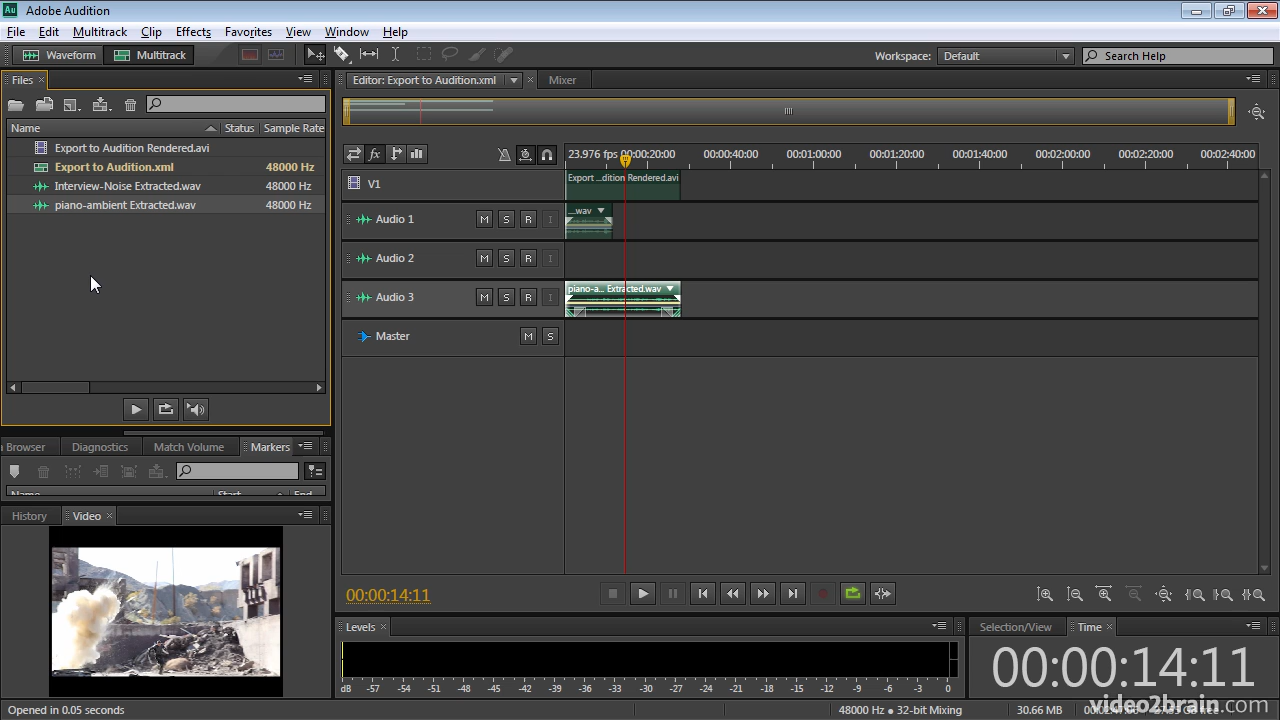 Au Adobe Audition
File Edit Multitrack Clip Effects Favorites View Window Help
Waveform Multitrack Workspace: Default Search Help
Files
Name Status Sample Rate
Export to Audition Rendered.avi
Export to Audition.xml 48000 Hz
Interview-Noise Extracted.wav 48000 Hz
piano-ambient Extracted.wav 48000 Hz
Browser Diagnostics Match Volume Markers
Name Start End
History Video
Editor: Export to Audition.xml Mixer
fx 23.976 fps 00:00:20:00 00:00:40:00 00:01:00:00 00:01:20:00 00:01:40:00 00:02:00:00 00:02:20:00 00:02:40:00
V1 Export ...dition Rendered.avi
Audio 1 M S R I ...wav
Audio 2 M S R I
Audio 3 M S R I piano-a... Extracted.wav
Master M S
00:00:14:11
Levels
dB -57 -54 -51 -48 -45 -42 -39 -36 -33 -30 -27 -24 -21 -18 -15 -12 -9 -6 -3 0
Selection/View Time
00:00:14:11
Opened in 0.05 seconds 48000 Hz ● 32-bit Mixing 30.66 MB
video2brain.com